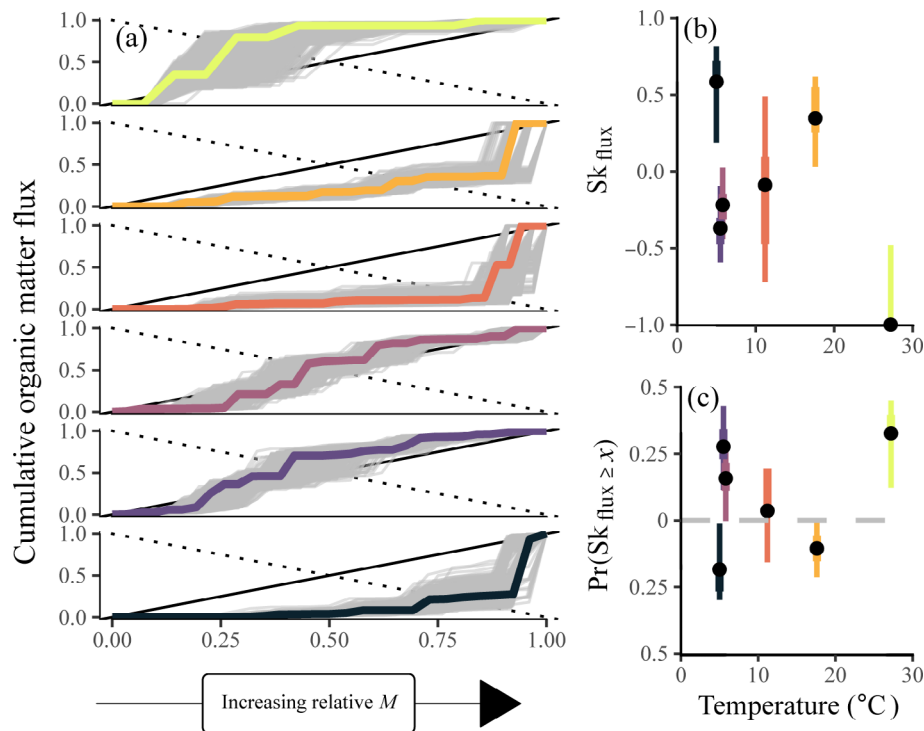 (a)
Cumulative organic matter flux
1.0
0.5
0.0
1.0
0.5
0.0
1.0
0.5
0.0
1.0
0.5
0.0
1.0
0.5
0.0
1.0
0.5
0.0
0.00 0.25 0.50 0.75 1.00
Increasing relative M
(b)
Sk flux
1.0
0.5
0.0
−0.5
−1.0
0 10 20 30
(c)
Pr(Sk flux ≥ x)
0.5
0.25
0
0.25
0.5
0 10 20 30
Temperature (°C)